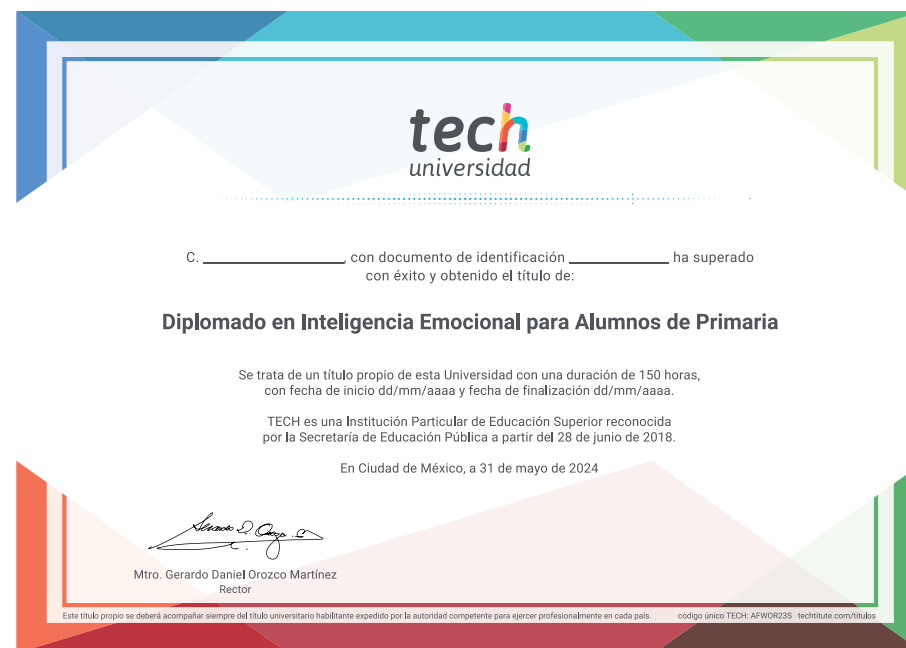 tech
universidad
C. ____________________, con documento de identificación ______________ ha superado
con éxito y obtenido el título de:
Diplomado en Inteligencia Emocional para Alumnos de Primaria
Se trata de un título propio de esta Universidad con una duración de 150 horas,
con fecha de inicio dd/mm/aaaa y fecha de finalización dd/mm/aaaa.
TECH es una Institución Particular de Educación Superior reconocida
por la Secretaría de Educación Pública a partir del 28 de junio de 2018.
En Ciudad de México, a 31 de mayo de 2024
Mtro. Gerardo Daniel Orozco Martínez
Rector
Este título propio se deberá acompañar siempre del título universitario habilitante expedido por la autoridad competente para ejercer profesionalmente en cada país. código único TECH: AFWOR23S techtitute.com/titulos